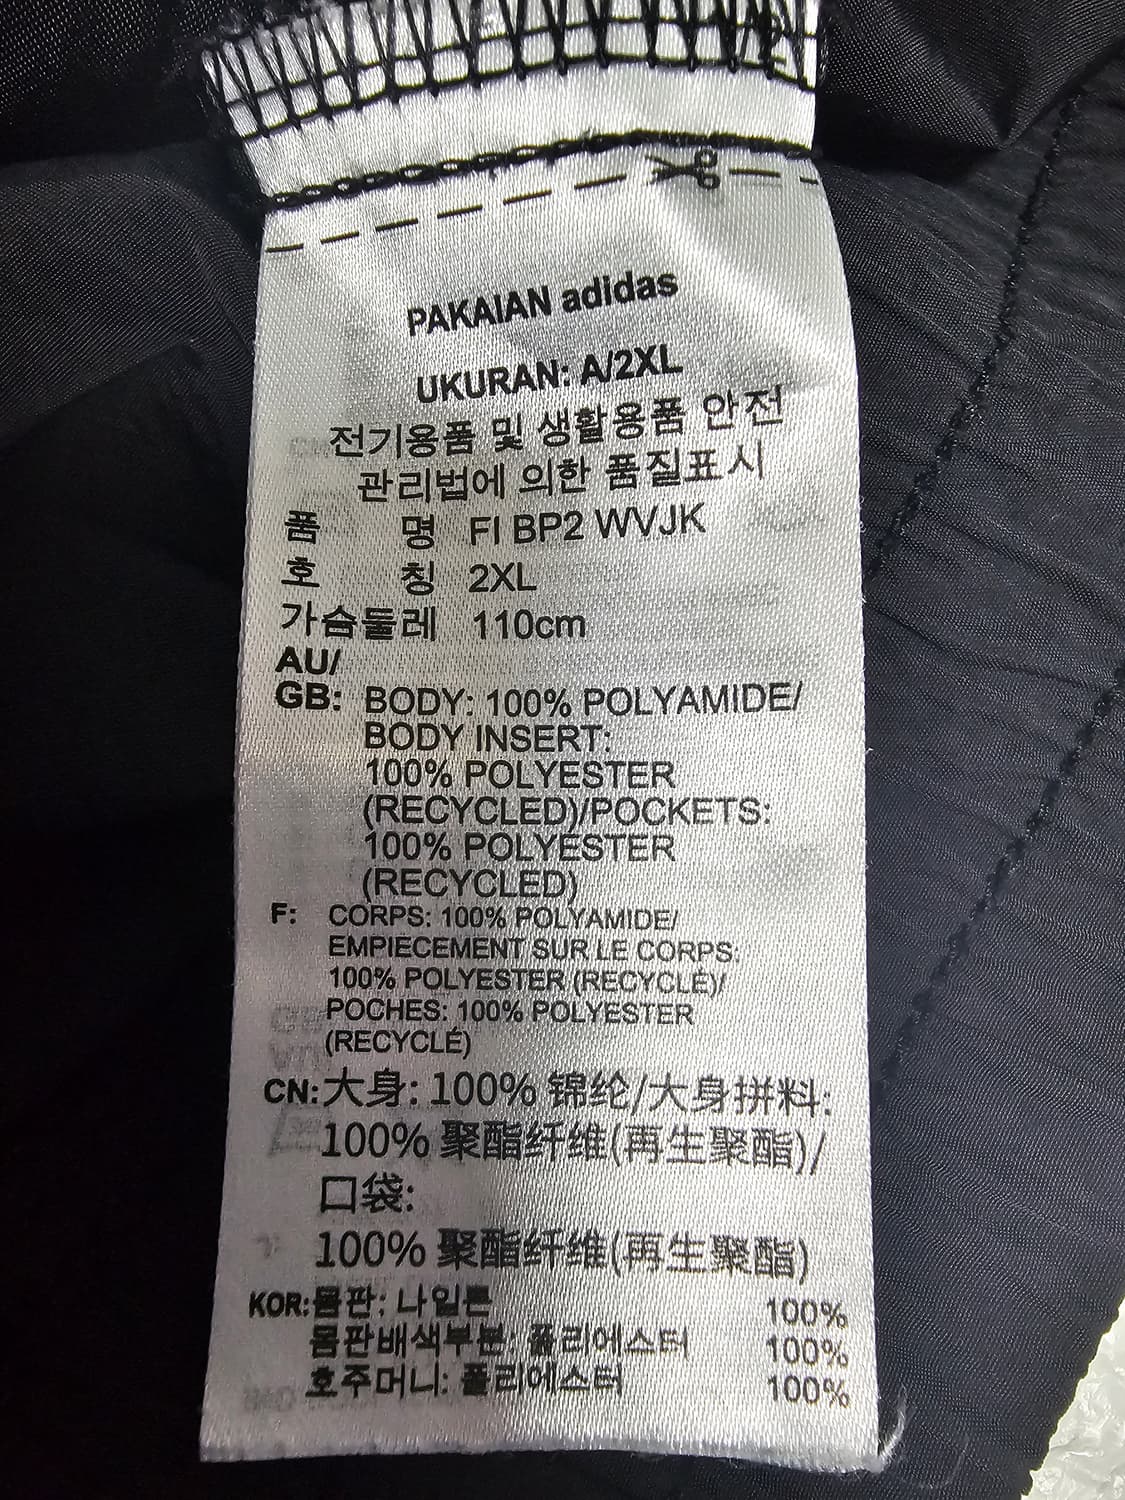 PAKAIAN adidas
UKURAN: A/2XL
전기용품 및 생활용품 안전
관리법에 의한 품질표시
품 명 FI BP2 WVJK
호 칭 2XL
가슴둘레 110cm
AU/
GB: BODY: 100% POLYAMIDE/
BODY INSERT:
100% POLYESTER
(RECYCLED)/POCKETS:
100% POLYESTER
(RECYCLED)
F: CORPS: 100% POLYAMIDE/
EMPIECEMENT SUR LE CORPS:
100% POLYESTER (RECYCLÉ)/
POCHES: 100% POLYESTER
(RECYCLÉ)
CN: 大身: 100% 锦纶/大身拼料:
100% 聚酯纤维(再生聚酯)/
口袋:
100% 聚酯纤维(再生聚酯)
KOR: 몸판: 나일론 100%
몸판배색부분: 폴리에스터 100%
호주머니: 폴리에스터 100%